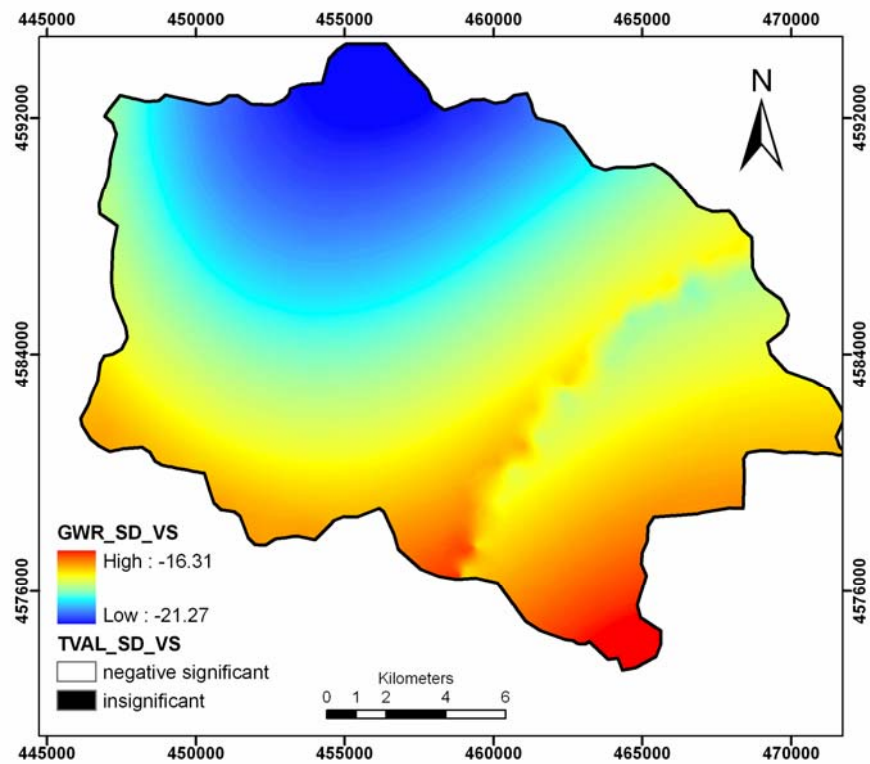 445000 450000 455000 460000 465000 470000
N
4592000 4592000
4584000 4584000
GWR_SD_VS
High : -16.31
Low : -21.27
4576000 4576000
TVAL_SD_VS
negative significant
insignificant
Kilometers
0 1 2 4 6
445000 450000 455000 460000 465000 470000